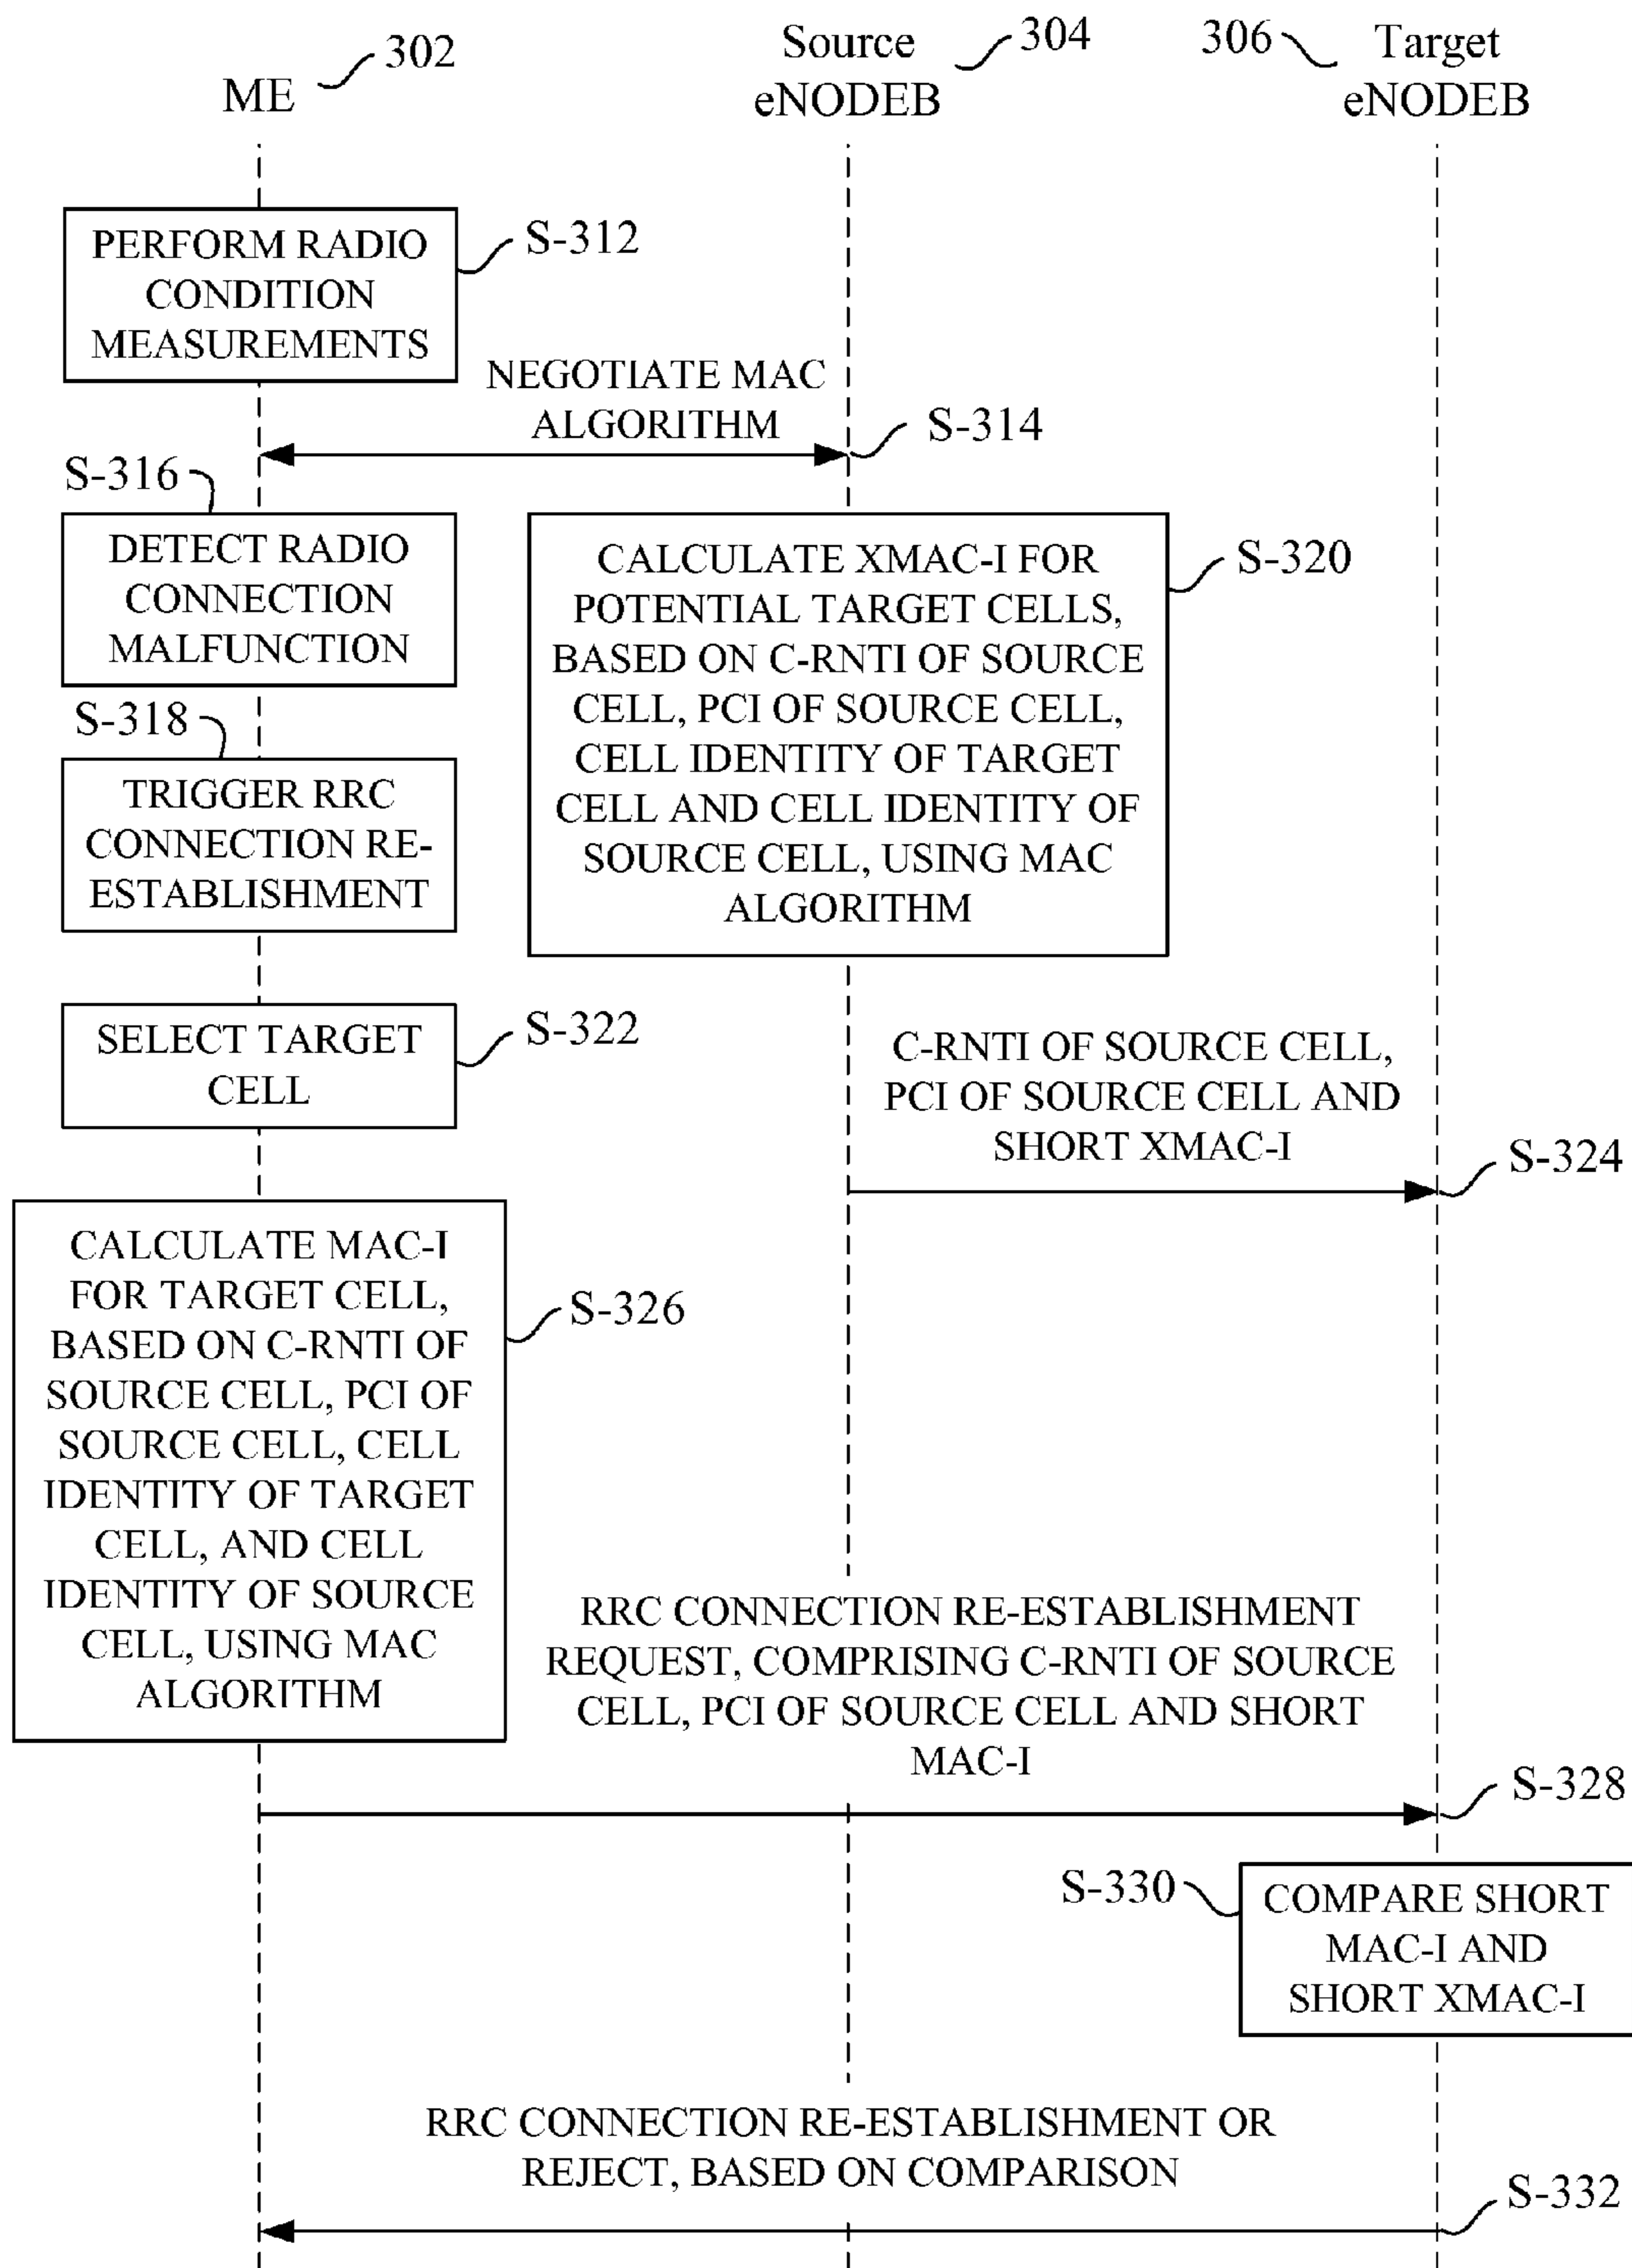 ME
302
Source
eNODEB
304
306
Target
eNODEB
PERFORM RADIO
CONDITION
MEASUREMENTS
S-312
NEGOTIATE MAC
ALGORITHM
S-314
S-316
DETECT RADIO
CONNECTION
MALFUNCTION
S-318
TRIGGER RRC
CONNECTION RE-
ESTABLISHMENT
CALCULATE XMAC-I FOR
POTENTIAL TARGET CELLS,
BASED ON C-RNTI OF SOURCE
CELL, PCI OF SOURCE CELL,
CELL IDENTITY OF TARGET
CELL AND CELL IDENTITY OF
SOURCE CELL, USING MAC
ALGORITHM
S-320
SELECT TARGET
CELL
S-322
C-RNTI OF SOURCE CELL,
PCI OF SOURCE CELL AND
SHORT XMAC-I
S-324
CALCULATE MAC-I
FOR TARGET CELL,
BASED ON C-RNTI OF
SOURCE CELL, PCI OF
SOURCE CELL, CELL
IDENTITY OF TARGET
CELL, AND CELL
IDENTITY OF SOURCE
CELL, USING MAC
ALGORITHM
S-326
RRC CONNECTION RE-ESTABLISHMENT
REQUEST, COMPRISING C-RNTI OF SOURCE
CELL, PCI OF SOURCE CELL AND SHORT
MAC-I
S-328
S-330
COMPARE SHORT
MAC-I AND
SHORT XMAC-I
RRC CONNECTION RE-ESTABLISHMENT OR
REJECT, BASED ON COMPARISON
S-332